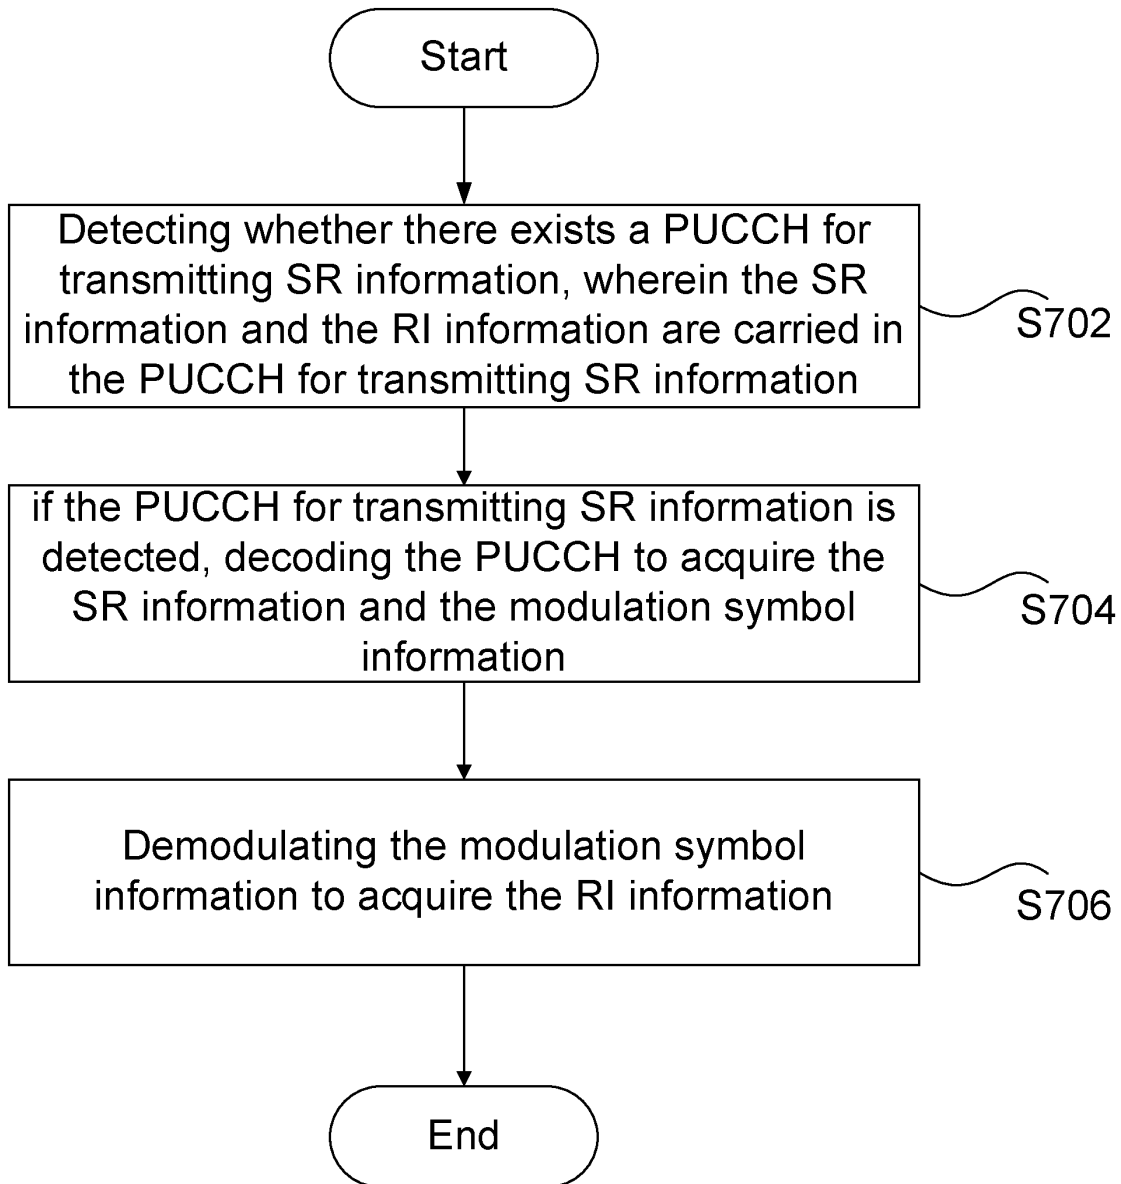 Start
Detecting whether there exists a PUCCH for
transmitting SR information, wherein the SR
information and the RI information are carried in
the PUCCH for transmitting SR information
S702
if the PUCCH for transmitting SR information is
detected, decoding the PUCCH to acquire the
SR information and the modulation symbol
information
S704
Demodulating the modulation symbol
information to acquire the RI information
S706
End